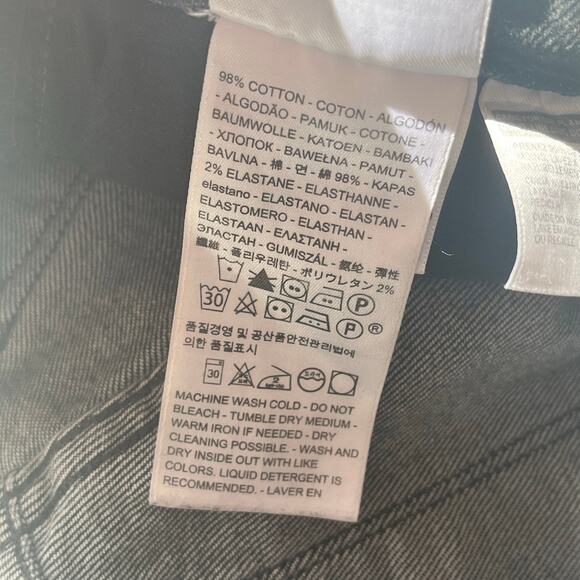 98% COTTON - COTON - ALGODÓN
- ALGODÃO - PAMUK - COTONE -
BAUMWOLLE - KATOEN - BAMBAKI
- ХЛОПОК - BAWEŁNA - PAMUT -
BAVLNA - 棉 - 면 - 綿 98% - KAPAS
2% ELASTANE - ELASTHANNE -
elastano - ELASTANO - ELASTAN -
ELASTOMERO - ELASTHAN -
ELASTAAN - ΕΛΑΣΤΑΝΗ -
ЭЛАСТАН - GUMISZÁL - 氨纶 - 彈性
纖維 - 폴리우레탄 - ポリウレタン 2%
P
30 P ®
품질경영 및 공산품안전관리법에
의한 품질표시
30 2
MACHINE WASH COLD - DO NOT
BLEACH - TUMBLE DRY MEDIUM -
WARM IRON IF NEEDED - DRY
CLEANING POSSIBLE. - WASH AND
DRY INSIDE OUT WITH LIKE
COLORS. LIQUID DETERGENT IS
RECOMMENDED. - LAVER EN